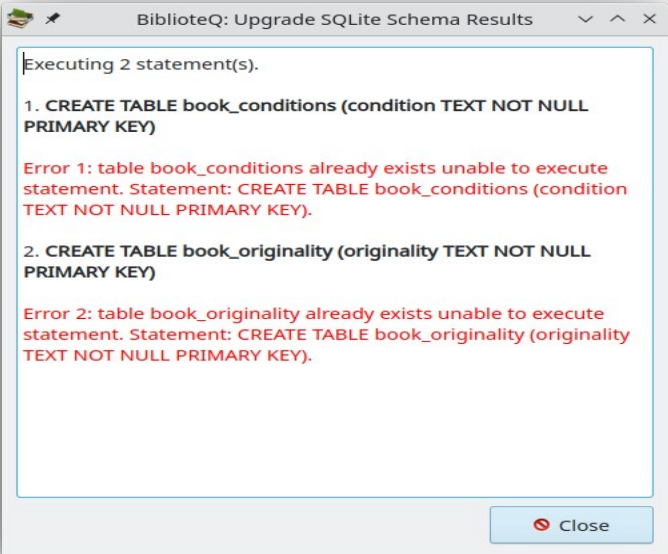 BiblioteQ: Upgrade SQLite Schema Results
Executing 2 statement(s).
1. CREATE TABLE book_conditions (condition TEXT NOT NULL
PRIMARY KEY)
Error 1: table book_conditions already exists unable to execute
statement. Statement: CREATE TABLE book_conditions (condition
TEXT NOT NULL PRIMARY KEY).
2. CREATE TABLE book_originality (originality TEXT NOT NULL
PRIMARY KEY)
Error 2: table book_originality already exists unable to execute
statement. Statement: CREATE TABLE book_originality (originality
TEXT NOT NULL PRIMARY KEY).
Close